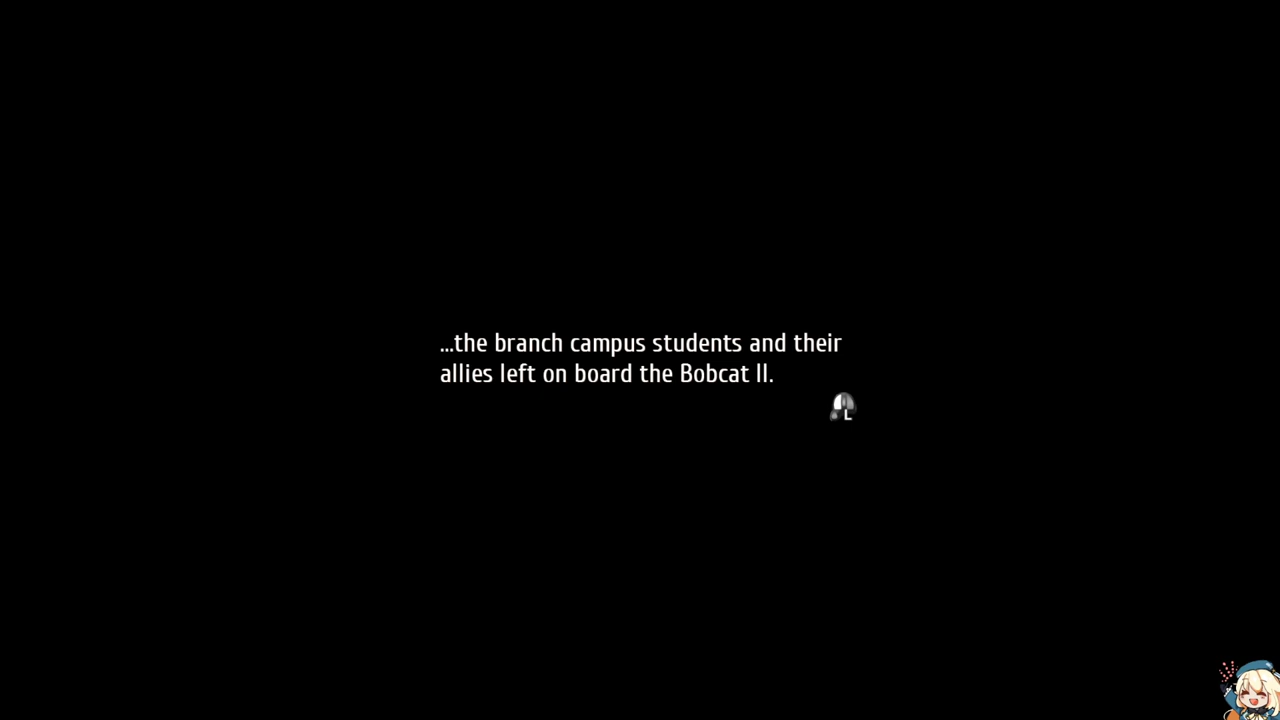 ...the branch campus students and their
allies left on board the Bobcat II.
L